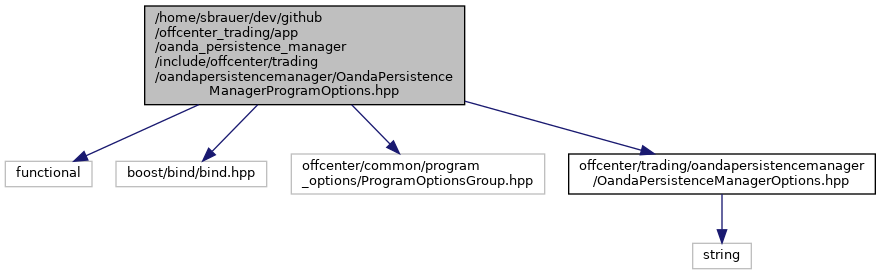 /home/sbrauer/dev/github
/offcenter_trading/app
/oanda_persistence_manager
/include/offcenter/trading
/oandapersistencemanager/OandaPersistence
ManagerProgramOptions.hpp
functional
boost/bind/bind.hpp
offcenter/common/program
_options/ProgramOptionsGroup.hpp
offcenter/trading/oandapersistencemanager
/OandaPersistenceManagerOptions.hpp
string